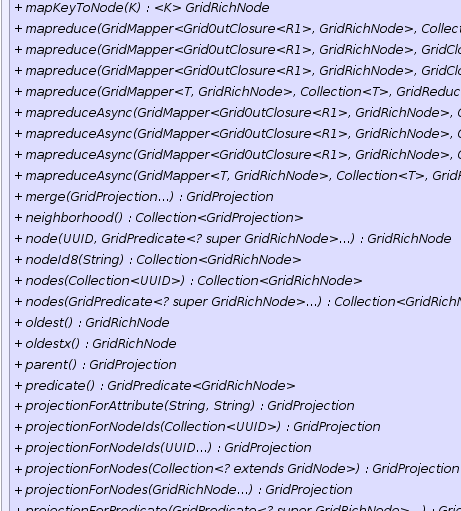 + mapKeyToNode(K) : <K> GridRichNode
+ mapreduce(GridMapper<GridOutClosure<R1>, GridRichNode>, Collect
+ mapreduce(GridMapper<GridOutClosure<R1>, GridRichNode>, GridClo
+ mapreduce(GridMapper<GridOutClosure<R1>, GridRichNode>, GridClo
+ mapreduce(GridMapper<T, GridRichNode>, Collection<T>, GridReduc
+ mapreduceAsync(GridMapper<GridOutClosure<R1>, GridRichNode>, C
+ mapreduceAsync(GridMapper<GridOutClosure<R1>, GridRichNode>, G
+ mapreduceAsync(GridMapper<GridOutClosure<R1>, GridRichNode>, G
+ mapreduceAsync(GridMapper<T, GridRichNode>, Collection<T>, GridR
+ merge(GridProjection...) : GridProjection
+ neighborhood() : Collection<GridProjection>
+ node(UUID, GridPredicate<? super GridRichNode>...) : GridRichNode
+ nodeId8(String) : Collection<GridRichNode>
+ nodes(Collection<UUID>) : Collection<GridRichNode>
+ nodes(GridPredicate<? super GridRichNode>...) : Collection<GridRichN
+ oldest() : GridRichNode
+ oldestx() : GridRichNode
+ parent() : GridProjection
+ predicate() : GridPredicate<GridRichNode>
+ projectionForAttribute(String, String) : GridProjection
+ projectionForNodeIds(Collection<UUID>) : GridProjection
+ projectionForNodeIds(UUID...) : GridProjection
+ projectionForNodes(Collection<? extends GridNode>) : GridProjection
+ projectionForNodes(GridRichNode...) : GridProjection
+ projectionForPredicate(GridPredicate<? super GridRichNode>...) : Grid